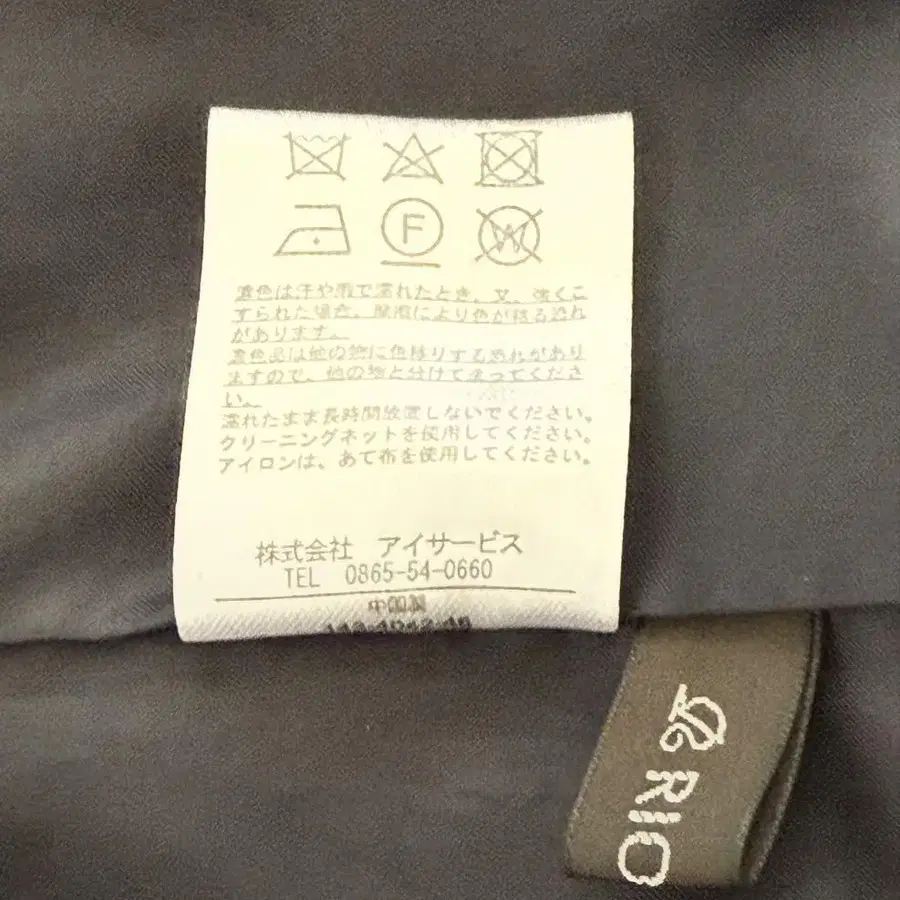 F
W
濃色は汗や雨で濡れたとき、又、強くこ
すられた場合、摩擦により色が移る恐れ
があります。
濃色品は他の物に色移りする恐れがあり
ますので、他の物と分けて洗ってくださ
い。
濡れたまま長時間放置しないでください。
クリーニングネットを使用してください。
アイロンは、あて布を使用してください。
株式会社 アイサービス
TEL 0865-54-0660
中国製
RIO